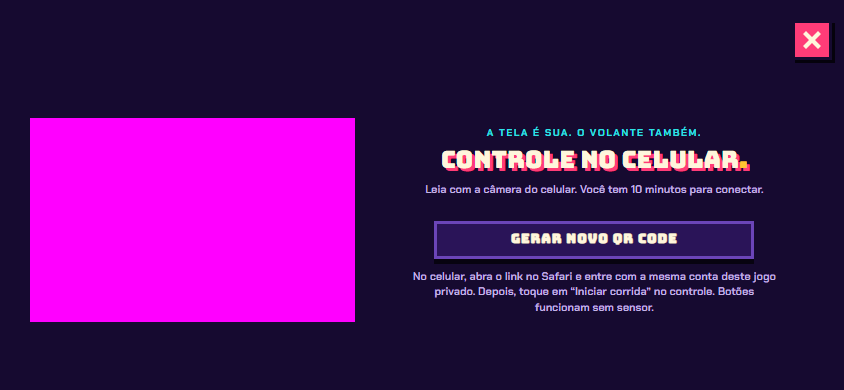 A TELA É SUA. O VOLANTE TAMBÉM.
CONTROLE NO CELULAR.
Leia com a câmera do celular. Você tem 10 minutos para conectar.
GERAR NOVO QR CODE
No celular, abra o link no Safari e entre com a mesma conta deste jogo
privado. Depois, toque em “Iniciar corrida” no controle. Botões
funcionam sem sensor.